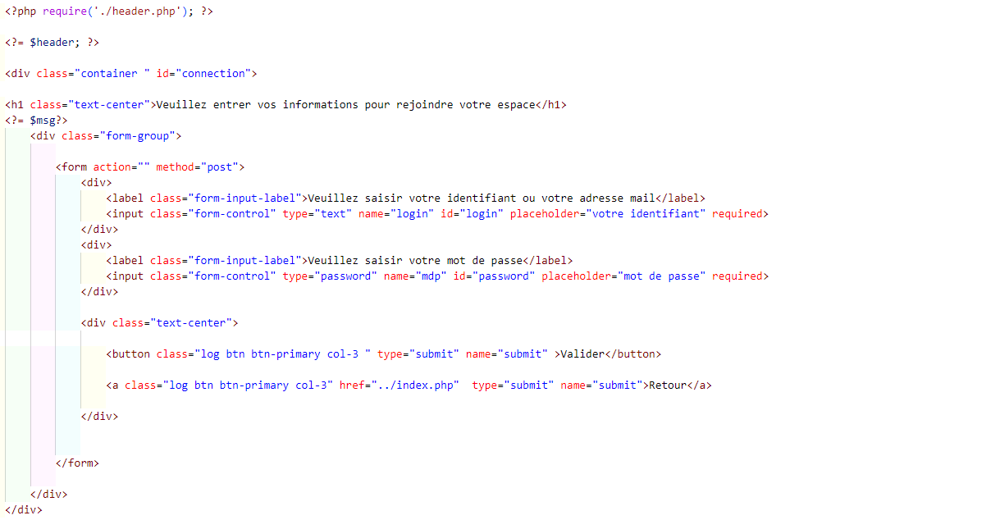 <?php require('./header.php'); ?>
<?= $header; ?>
<div class="container " id="connection">
<h1 class="text-center">Veuillez entrer vos informations pour rejoindre votre espace</h1>
<?= $msg?>
<div class="form-group">
<form action="" method="post">
<div>
<label class="form-input-label">Veuillez saisir votre identifiant ou votre adresse mail</label>
<input class="form-control" type="text" name="login" id="login" placeholder="votre identifiant" required>
</div>
<div>
<label class="form-input-label">Veuillez saisir votre mot de passe</label>
<input class="form-control" type="password" name="mdp" id="password" placeholder="mot de passe" required>
</div>
<div class="text-center">
<button class="log btn btn-primary col-3 " type="submit" name="submit" >Valider</button>
<a class="log btn btn-primary col-3" href="../index.php"  type="submit" name="submit">Retour</a>
</div>
</form>
</div>
</div>